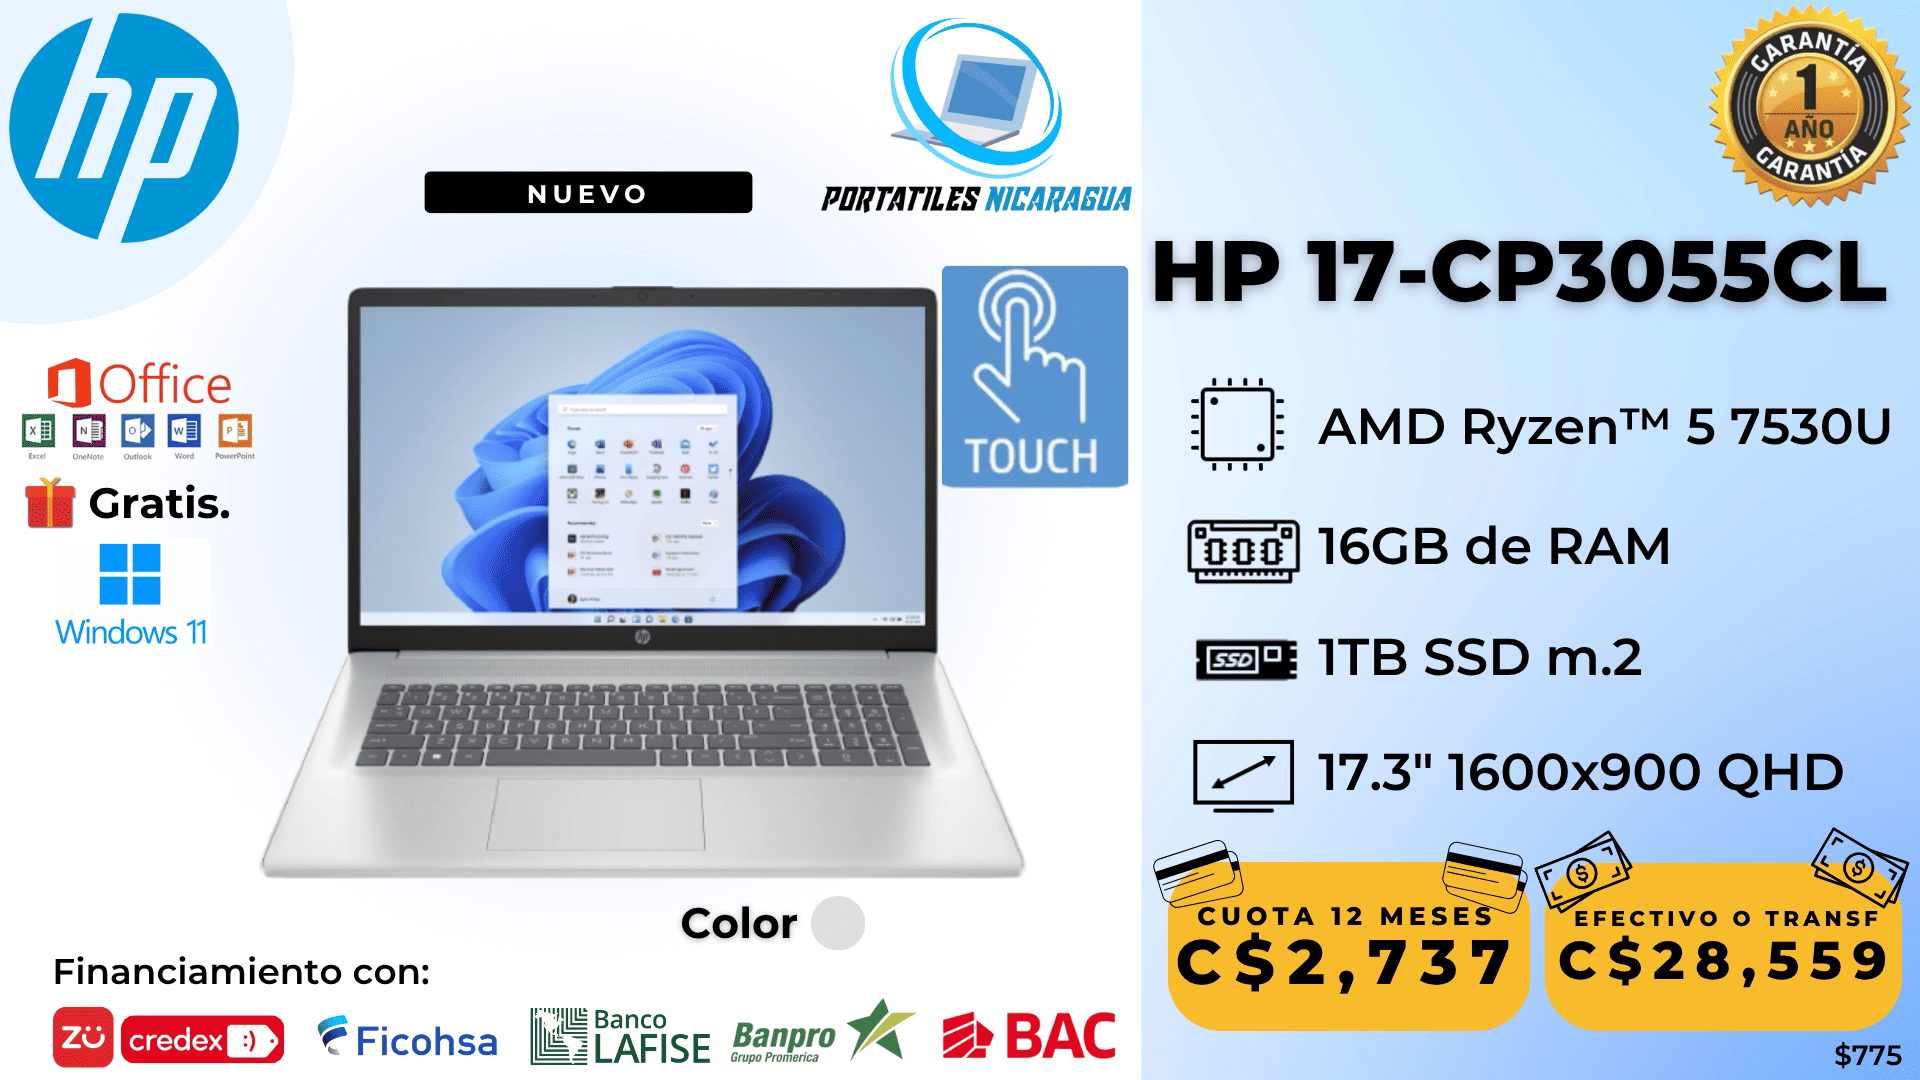 hp
NUEVO
PORTATILES NICARAGUA
GARANTÍA
1
AÑO
GARANTÍA
HP 17-CP3055CL
TOUCH
Office
Excel
OneNote
Outlook
Word
PowerPoint
Gratis.
Windows 11
AMD Ryzen™ 5 7530U
16GB de RAM
SSD
1TB SSD m.2
17.3" 1600x900 QHD
Color
CUOTA 12 MESES
C$2,737
EFECTIVO O TRANSF
C$28,559
Financiamiento con:
zū
credex :)
Ficohsa
Banco
LAFISE
Banpro
Grupo Promerica
BAC
$775